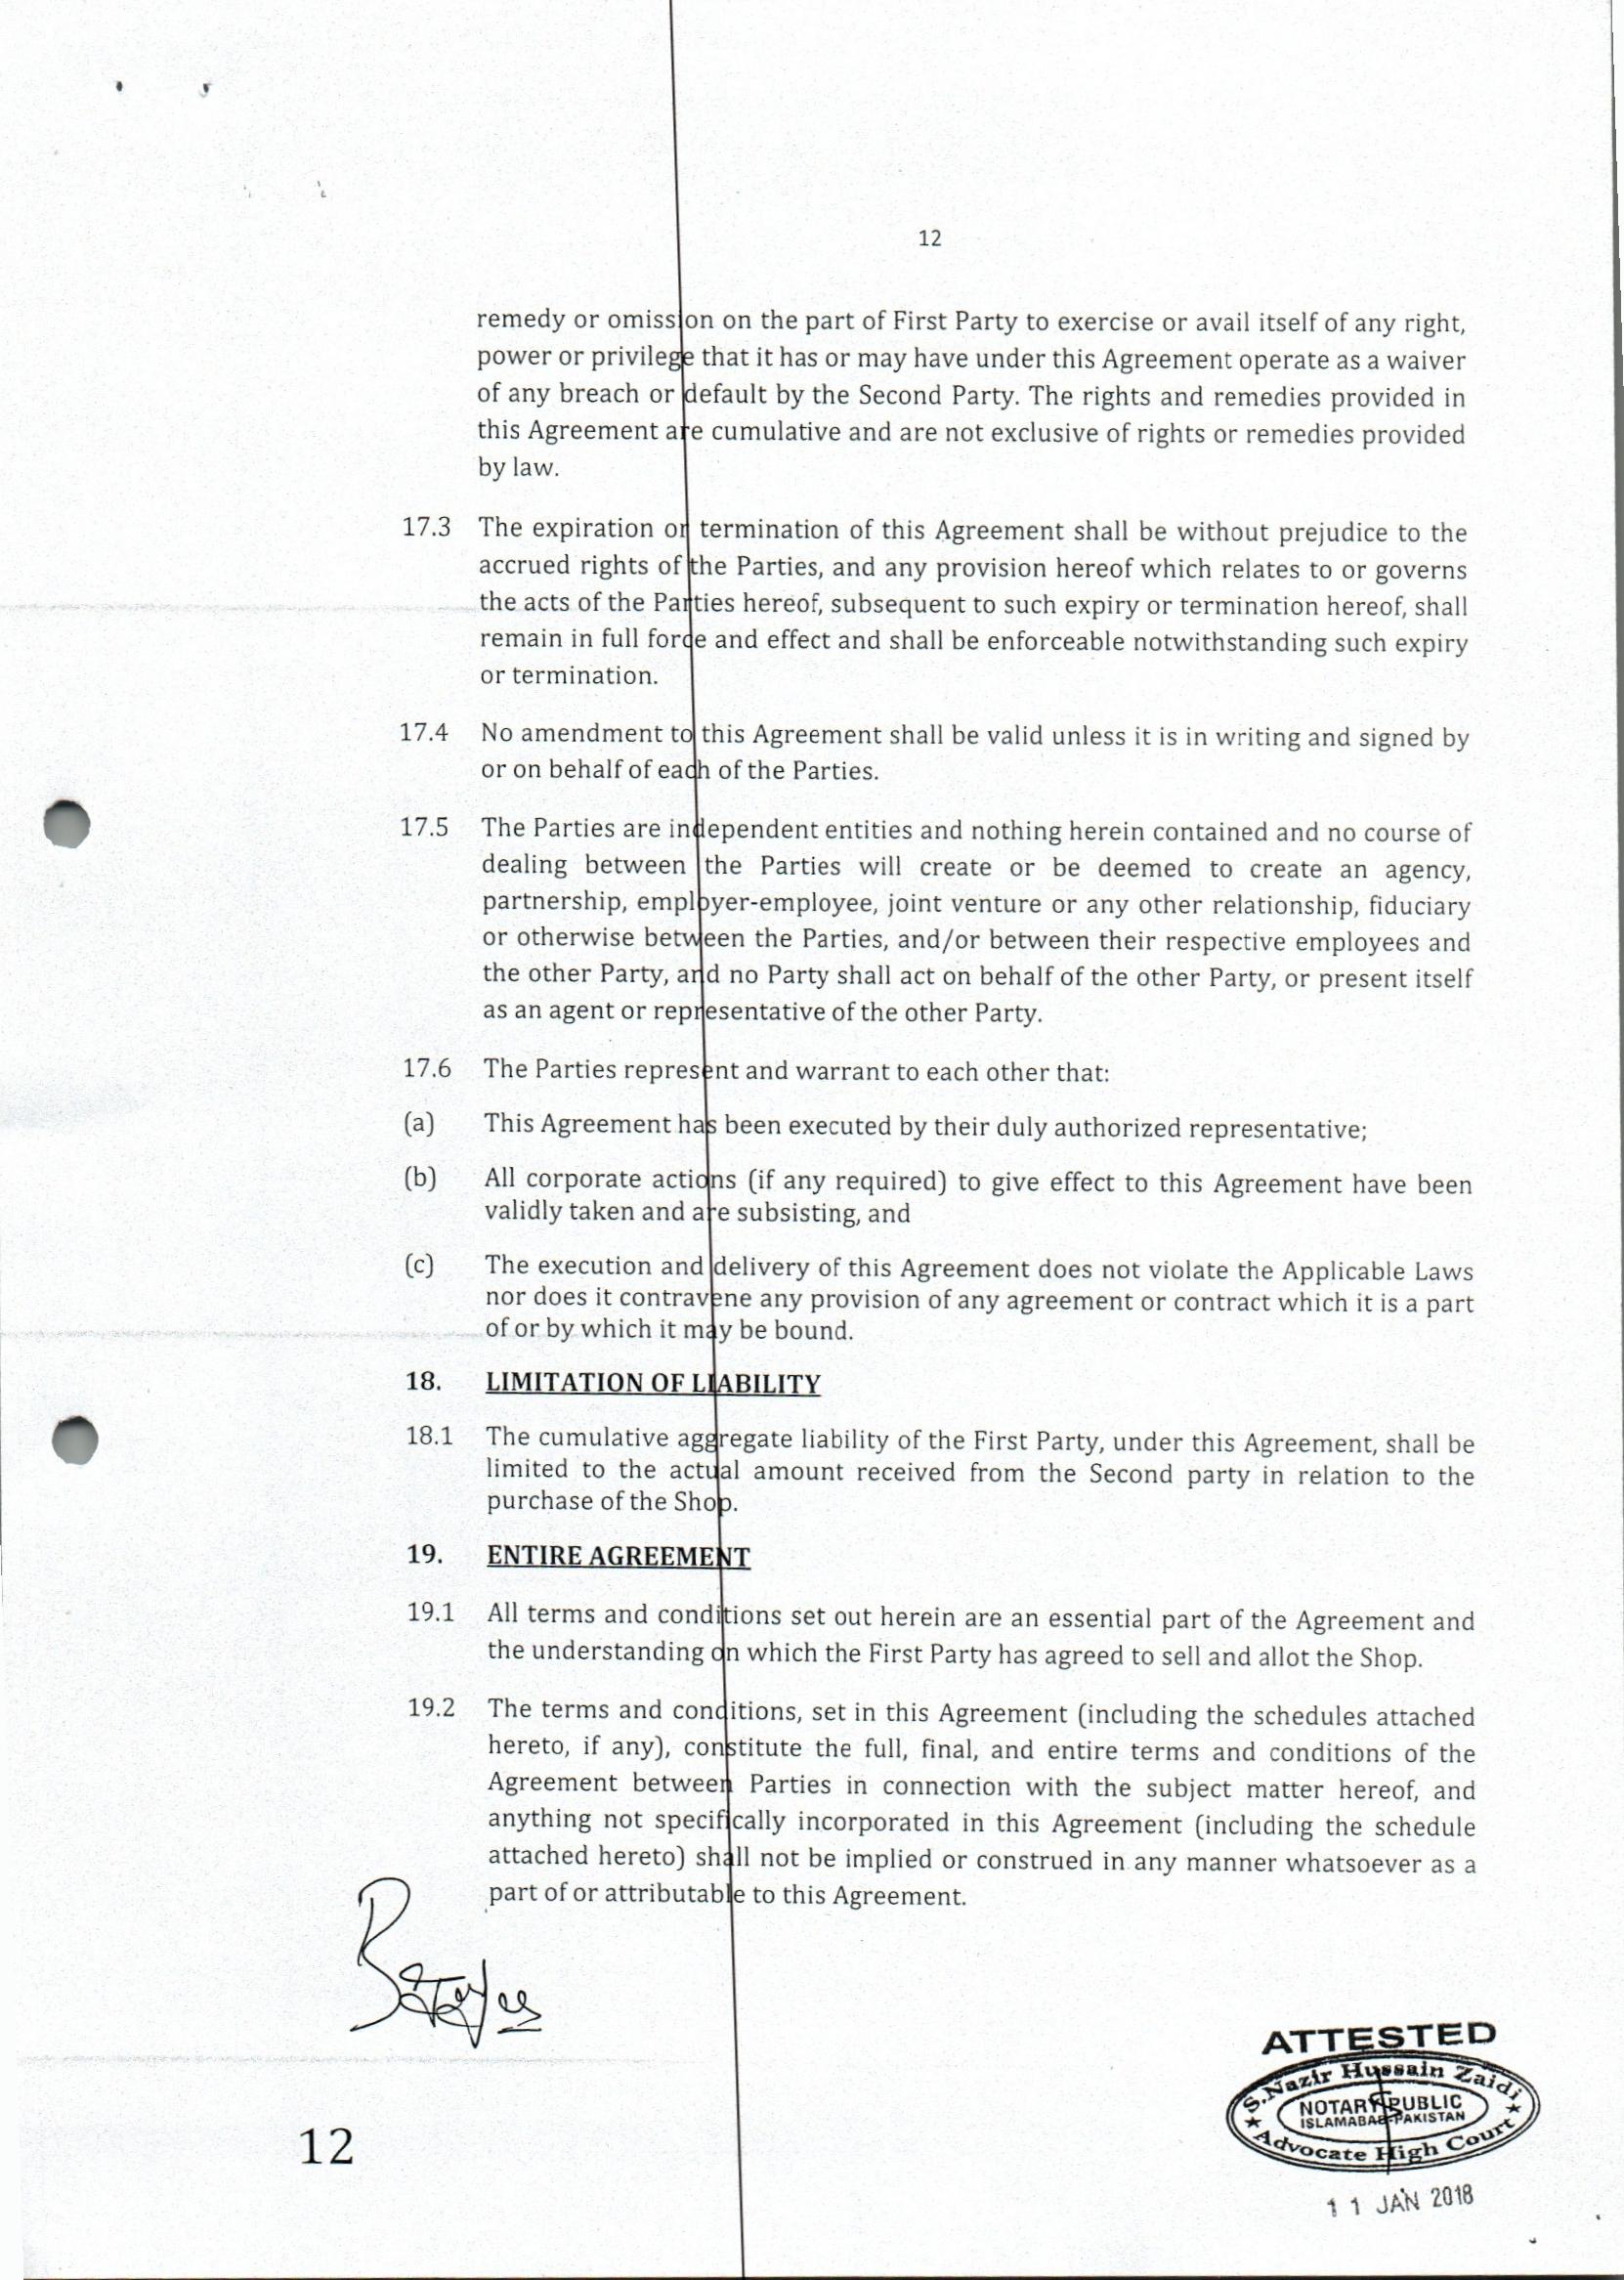 12
remedy or omission on the part of First Party to exercise or avail itself of any right,
power or privilege that it has or may have under this Agreement operate as a waiver
of any breach or default by the Second Party. The rights and remedies provided in
this Agreement are cumulative and are not exclusive of rights or remedies provided
by law.
17.3 The expiration or termination of this Agreement shall be without prejudice to the
accrued rights of the Parties, and any provision hereof which relates to or governs
the acts of the Parties hereof, subsequent to such expiry or termination hereof, shall
remain in full force and effect and shall be enforceable notwithstanding such expiry
or termination.
17.4 No amendment to this Agreement shall be valid unless it is in writing and signed by
or on behalf of each of the Parties.
17.5 The Parties are independent entities and nothing herein contained and no course of
dealing between the Parties will create or be deemed to create an agency,
partnership, employer-employee, joint venture or any other relationship, fiduciary
or otherwise between the Parties, and/or between their respective employees and
the other Party, and no Party shall act on behalf of the other Party, or present itself
as an agent or representative of the other Party.
17.6 The Parties represent and warrant to each other that:
(a) This Agreement has been executed by their duly authorized representative;
(b) All corporate actions (if any required) to give effect to this Agreement have been
validly taken and are subsisting, and
(c) The execution and delivery of this Agreement does not violate the Applicable Laws
nor does it contravene any provision of any agreement or contract which it is a part
of or by which it may be bound.
18. LIMITATION OF LIABILITY
18.1 The cumulative aggregate liability of the First Party, under this Agreement, shall be
limited to the actual amount received from the Second party in relation to the
purchase of the Shop.
19. ENTIRE AGREEMENT
19.1 All terms and conditions set out herein are an essential part of the Agreement and
the understanding on which the First Party has agreed to sell and allot the Shop.
19.2 The terms and conditions, set in this Agreement (including the schedules attached
hereto, if any), constitute the full, final, and entire terms and conditions of the
Agreement between Parties in connection with the subject matter hereof, and
anything not specifically incorporated in this Agreement (including the schedule
attached hereto) shall not be implied or construed in any manner whatsoever as a
part of or attributable to this Agreement.
ATTESTED
S. Nazir Hussain Zaidi
NOTARY PUBLIC
ISLAMABAD-PAKISTAN
Advocate High Court
11 JAN 2018
12